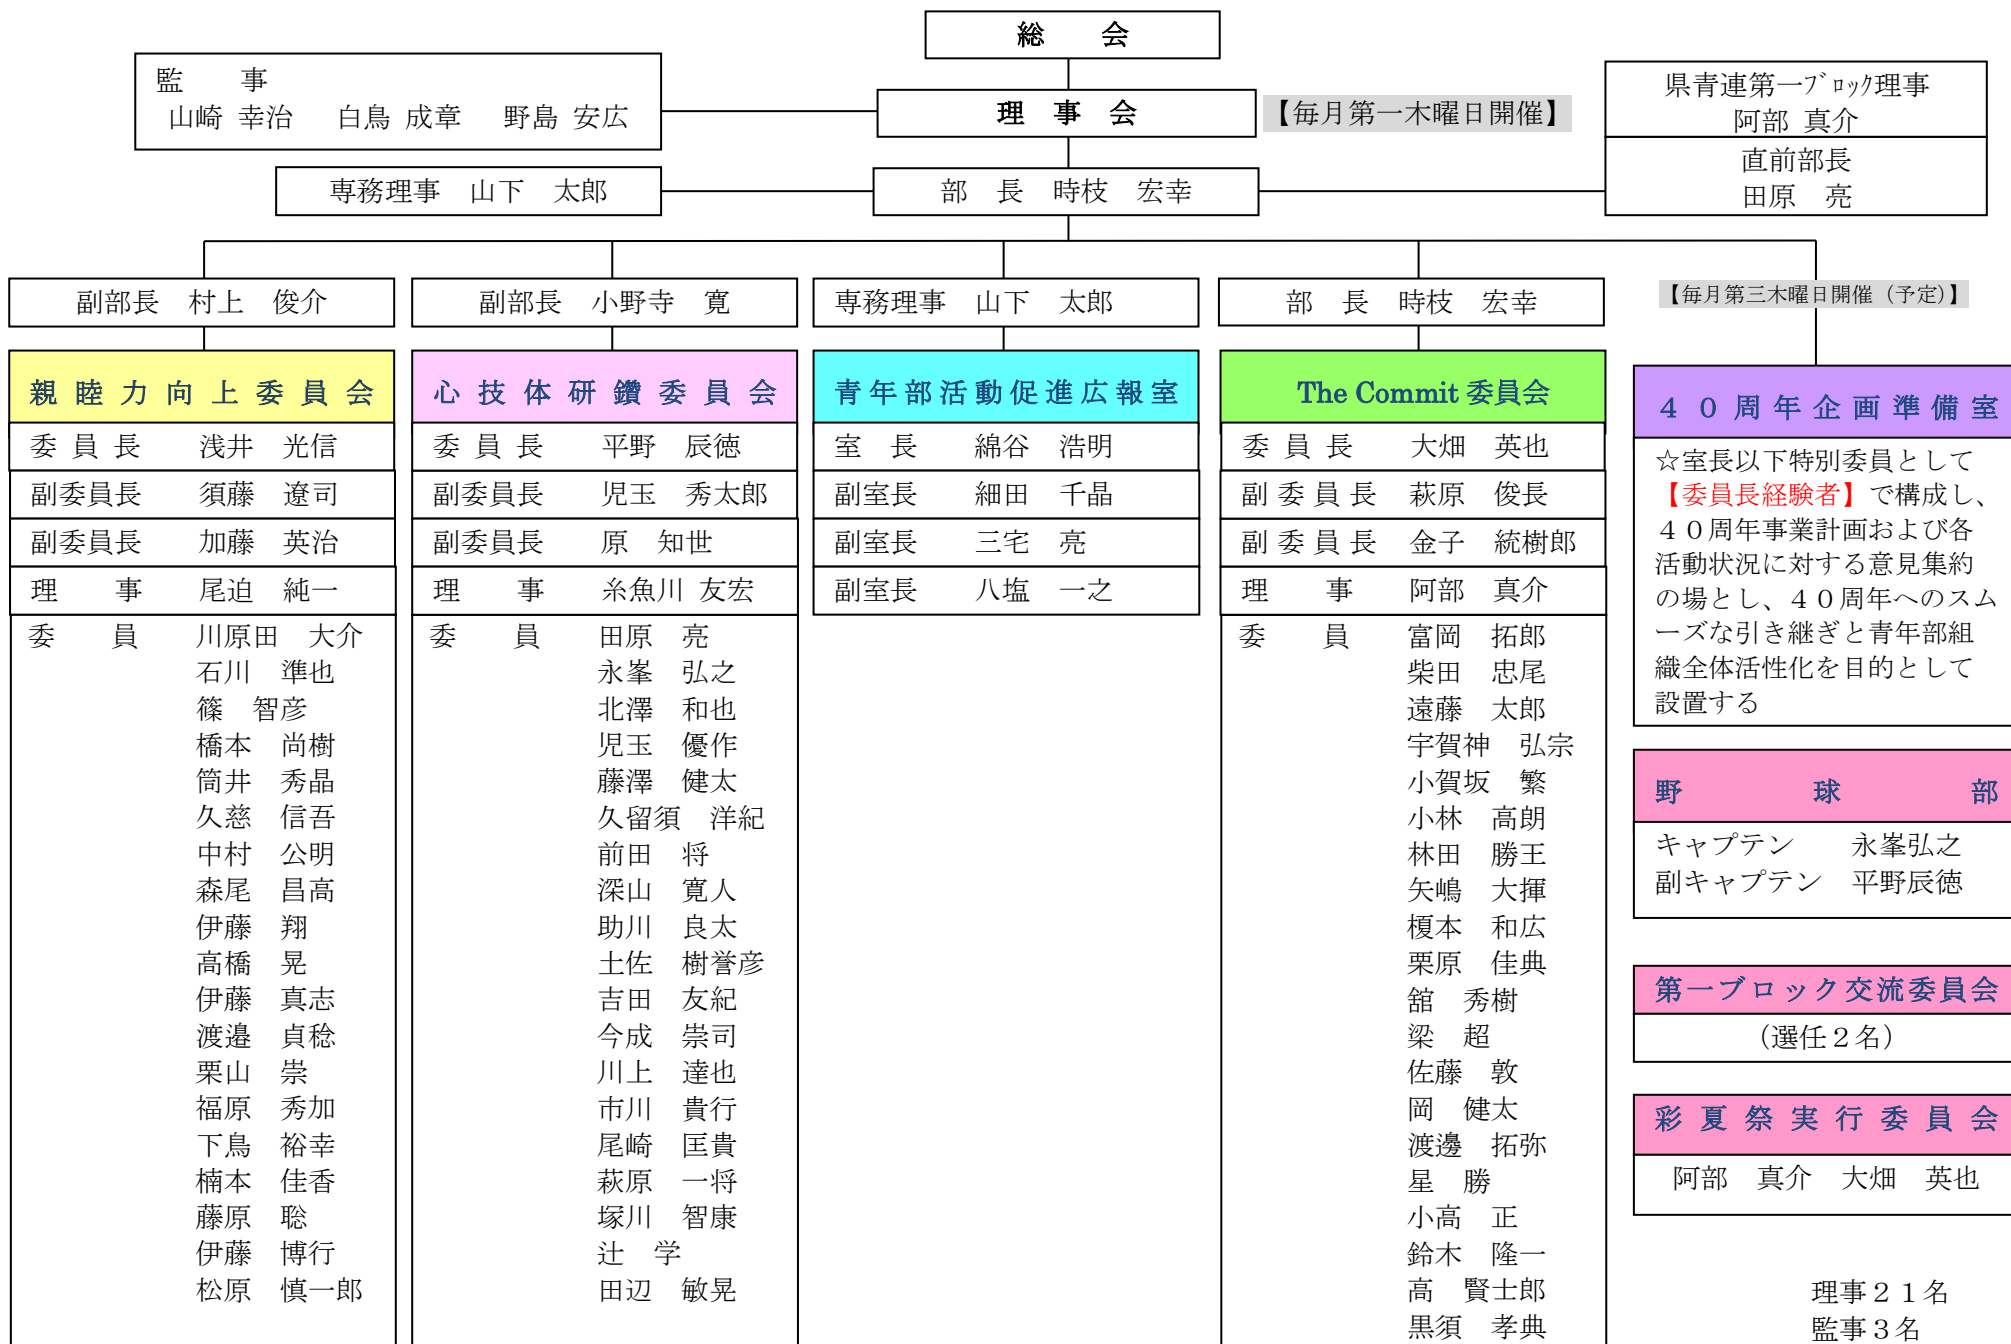 総　会
監　　事
山崎 幸治　白鳥 成章　野島 安広
理　事　会
【毎月第一木曜日開催】
県青連第一ブロック理事
阿部 真介
直前部長
田原　亮
専務理事　山下　太郎
部　長　時枝　宏幸
副部長　村上　俊介
副部長　小野寺　寛
専務理事　山下　太郎
部　長　時枝　宏幸
【毎月第三木曜日開催（予定）】
親睦力向上委員会
委員長　浅井　光信
副委員長　須藤　遼司
副委員長　加藤　英治
理　　事　尾迫　純一
委　　員　川原田　大介
石川　準也
篠　智彦
橋本　尚樹
筒井　秀晶
久慈　信吾
中村　公明
森尾　昌高
伊藤　翔
高橋　晃
伊藤　真志
渡邉　貞稔
栗山　崇
福原　秀加
下鳥　裕幸
楠本　佳香
藤原　聡
伊藤　博行
松原　慎一郎
心技体研鑽委員会
委員長　平野　辰徳
副委員長　児玉　秀太郎
副委員長　原　知世
理　　事　糸魚川 友宏
委　　員　田原　亮
永峯　弘之
北澤　和也
児玉　優作
藤澤　健太
久留須　洋紀
前田　将
深山　寛人
助川　良太
土佐　樹誉彦
吉田　友紀
今成　崇司
川上　達也
市川　貴行
尾崎　匡貴
萩原　一将
塚川　智康
辻　学
田辺　敏晃
青年部活動促進広報室
室　長　綿谷　浩明
副室長　細田　千晶
副室長　三宅　亮
副室長　八塩　一之
The Commit 委員会
委員長　大畑　英也
副委員長　萩原　俊長
副委員長　金子　統樹郎
理　　事　阿部　真介
委　　員　富岡　拓郎
柴田　忠尾
遠藤　太郎
宇賀神　弘宗
小賀坂　繁
小林　高朗
林田　勝王
矢嶋　大揮
榎本　和広
栗原　佳典
舘　秀樹
梁　超
佐藤　敦
岡　健太
渡邊　拓弥
星　勝
小高　正
鈴木　隆一
高　賢士郎
黒須　孝典
４０周年企画準備室
☆室長以下特別委員として
【委員長経験者】で構成し、
４０周年事業計画および各
活動状況に対する意見集約
の場とし、４０周年へのスム
ーズな引き継ぎと青年部組
織全体活性化を目的として
設置する
野球部
キャプテン　永峯弘之
副キャプテン　平野辰徳
第一ブロック交流委員会
（選任２名）
彩夏祭実行委員会
阿部　真介　大畑　英也
理事２１名
監事３名